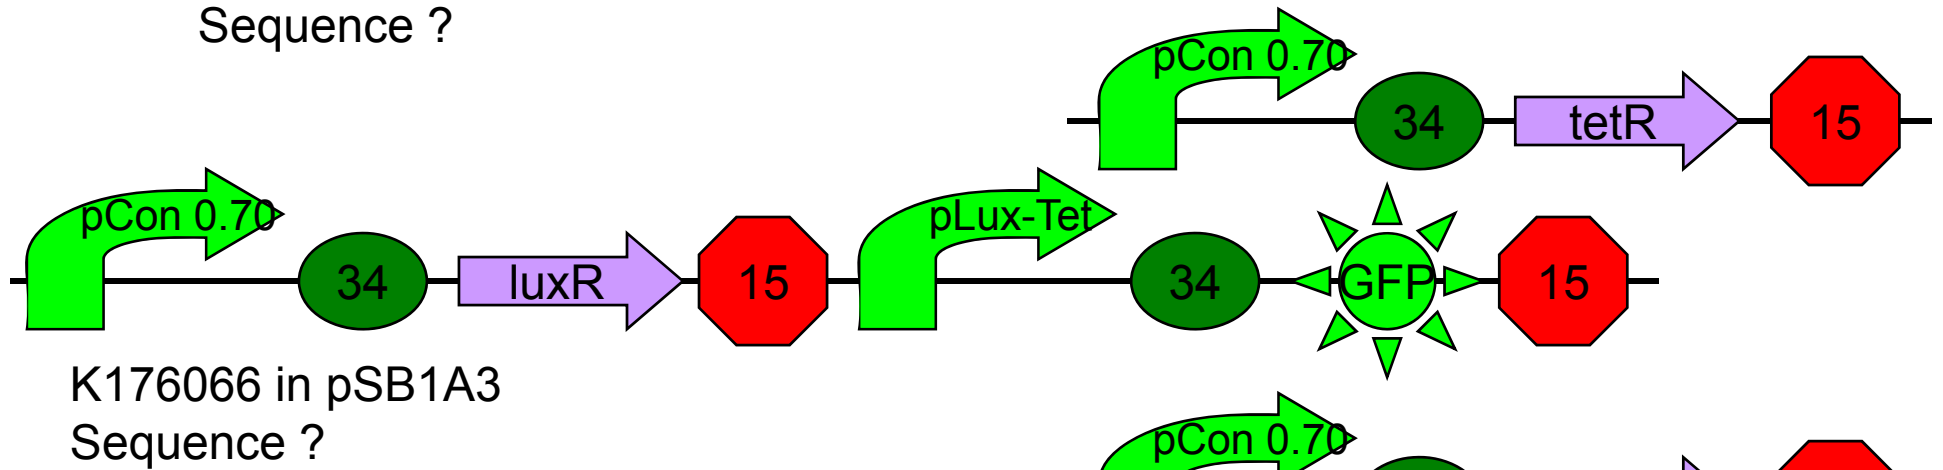 Sequence ?
pCon 0.70
34
tetR
15
pCon 0.70
34
luxR
15
pLux-Tet
34
GFP
15
K176066 in pSB1A3
Sequence ?
pCon 0.70